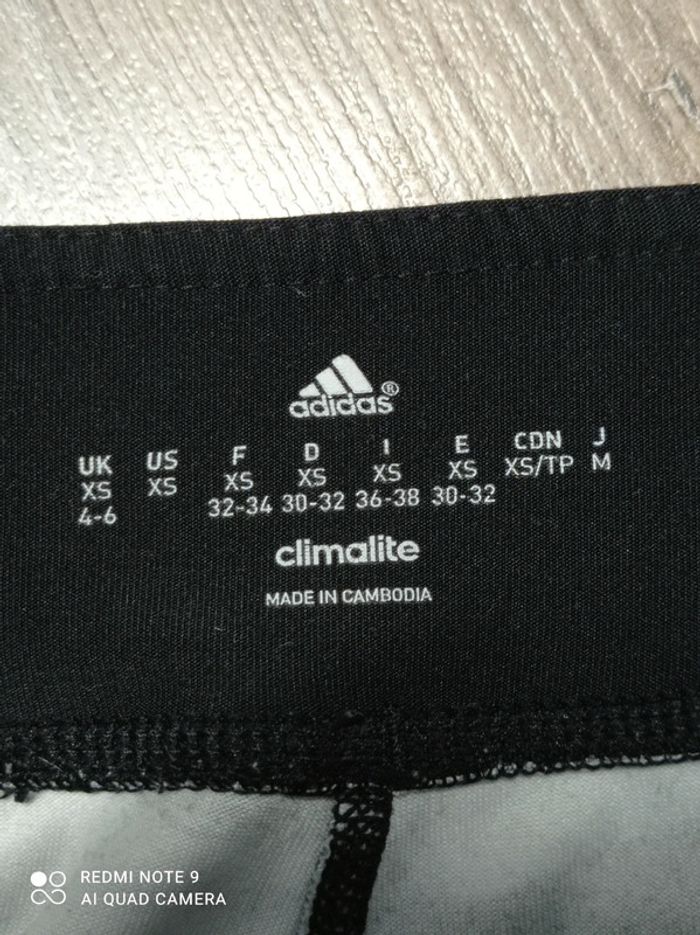 adidas®
UK US F D I E CDN J
XS XS XS XS XS XS XS/TP M
4-6 32-34 30-32 36-38 30-32
climalite
MADE IN CAMBODIA
REDMI NOTE 9
AI QUAD CAMERA